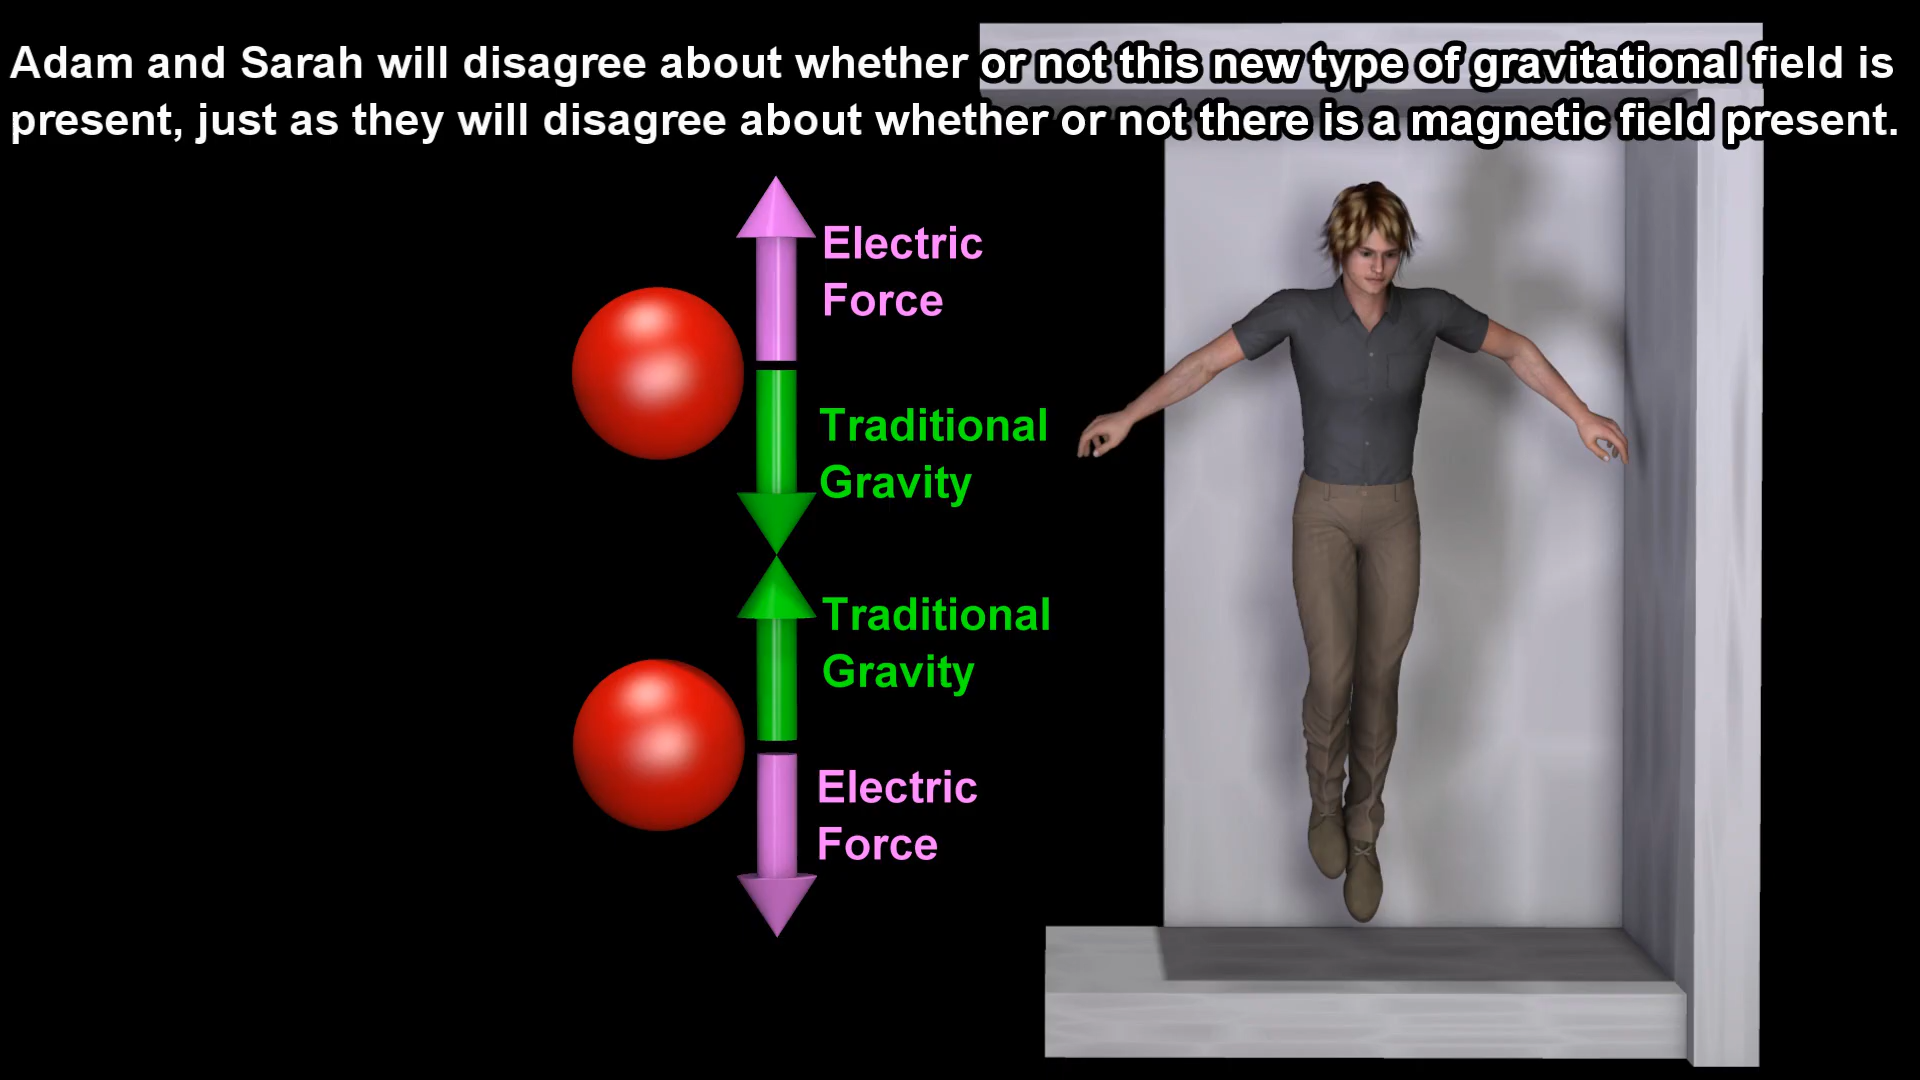 Adam and Sarah will disagree about whether or not this new type of gravitational field is
present, just as they will disagree about whether or not there is a magnetic field present.
Electric
Force
Traditional
Gravity
Traditional
Gravity
Electric
Force